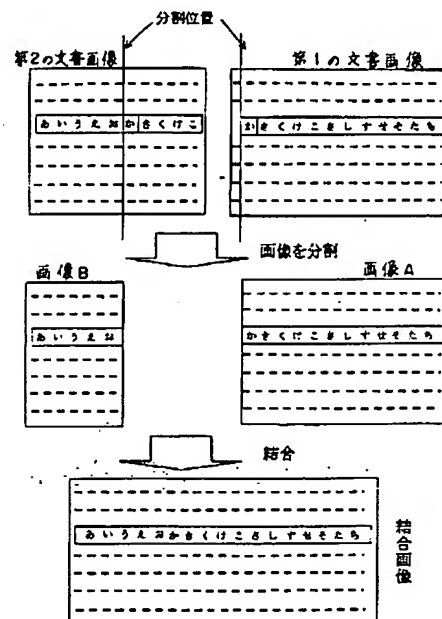 分割位置
第2の文書画像
第1の文書画像
あいうえおかきくけこ
かきくけこさしすせそたち
画像を分割
画像B
画像A
あいうえお
かきくけこさしすせそたち
結合
あいうえおかきくけこさしすせそたち
結合画像